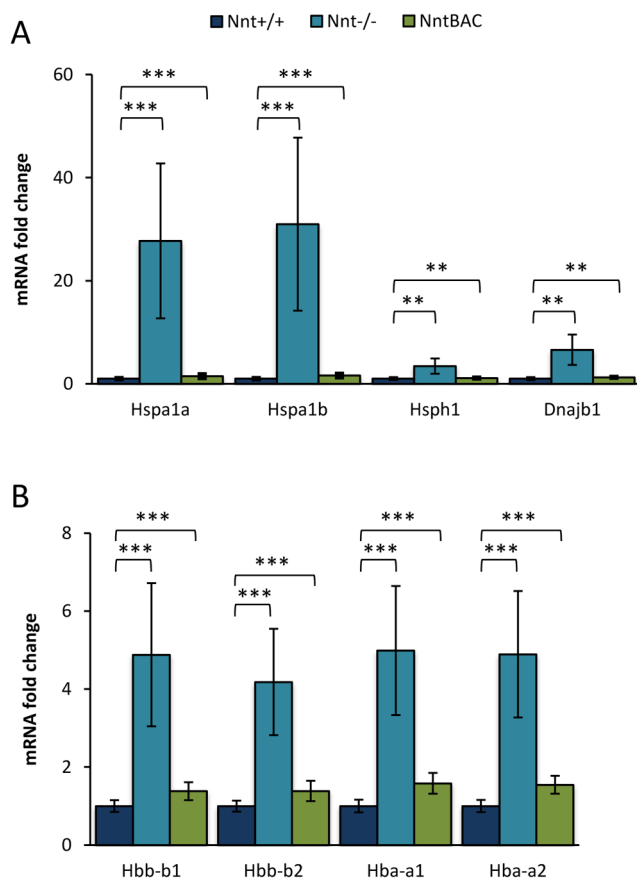 Nnt+/+ Nnt-/- NntBAC
A
mRNA fold change
60
40
20
0
*** *** *** *** ** ** ** **
Hspa1a Hspa1b Hsph1 Dnajb1
B
mRNA fold change
8
6
4
2
0
*** *** *** *** *** *** *** ***
Hbb-b1 Hbb-b2 Hba-a1 Hba-a2